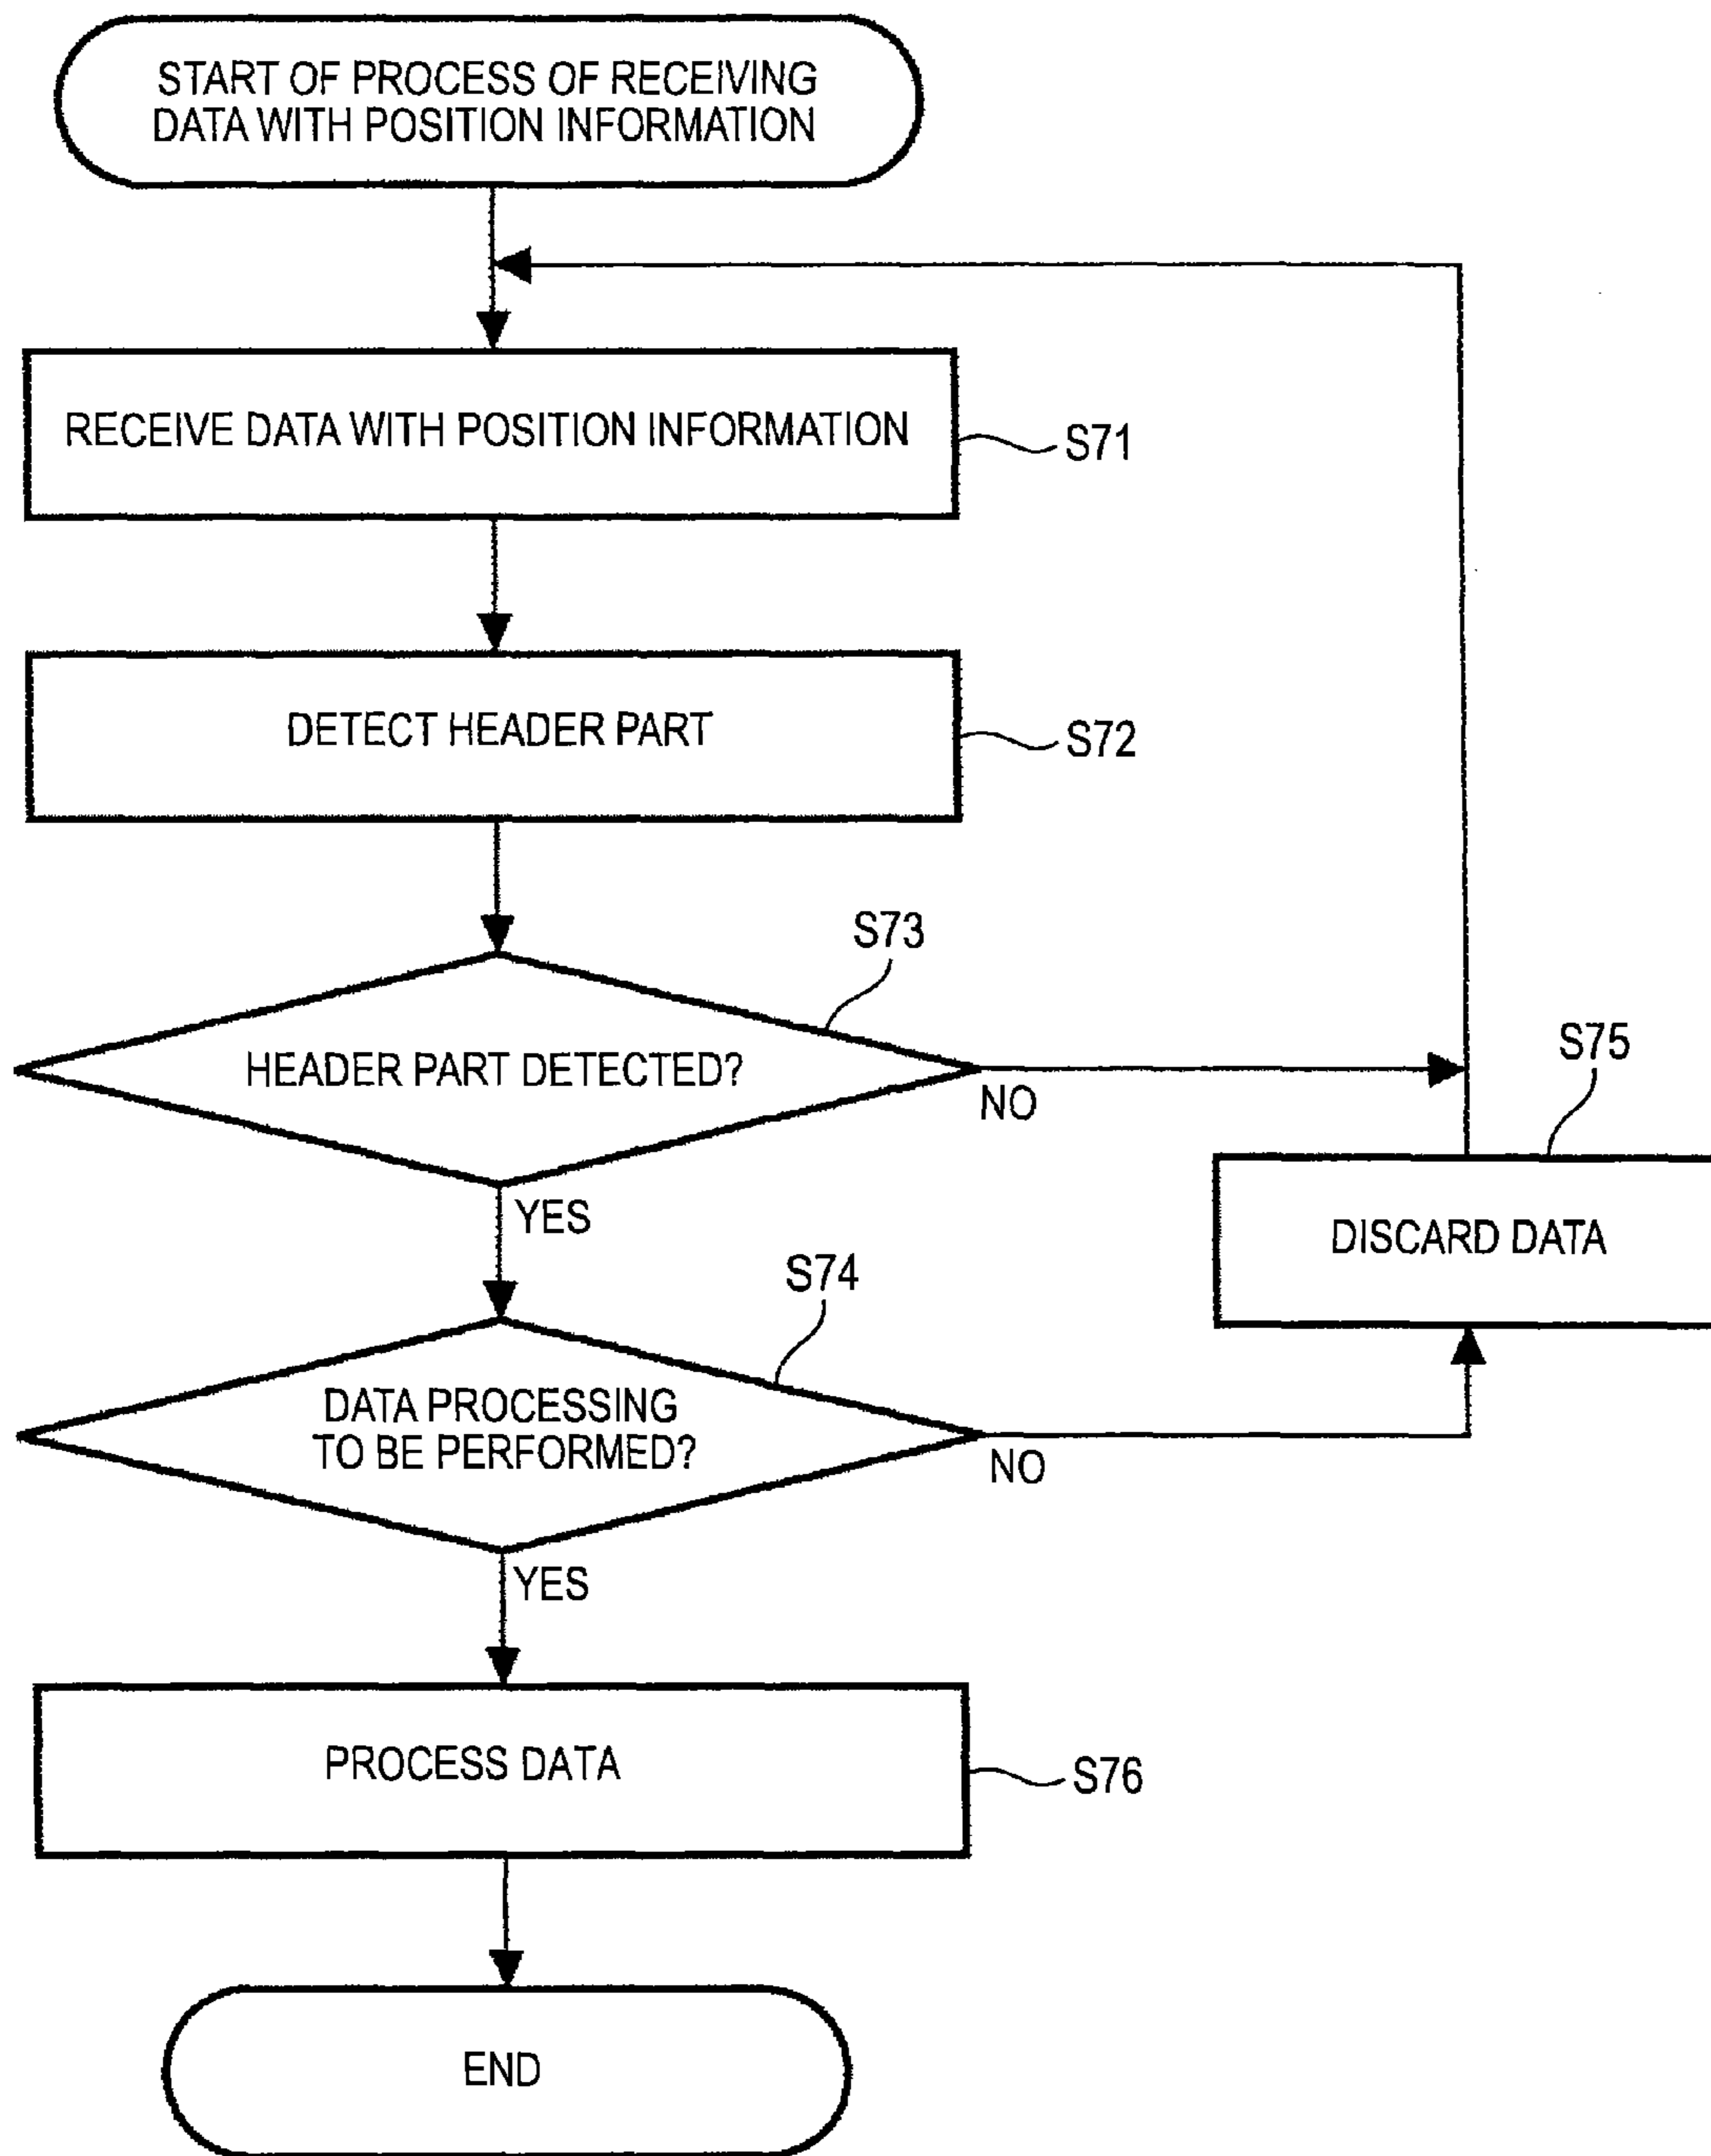 START OF PROCESS OF RECEIVING
DATA WITH POSITION INFORMATION
RECEIVE DATA WITH POSITION INFORMATION
S71
DETECT HEADER PART
S72
S73
HEADER PART DETECTED?
NO
YES
S75
DISCARD DATA
S74
DATA PROCESSING
TO BE PERFORMED?
NO
YES
PROCESS DATA
S76
END